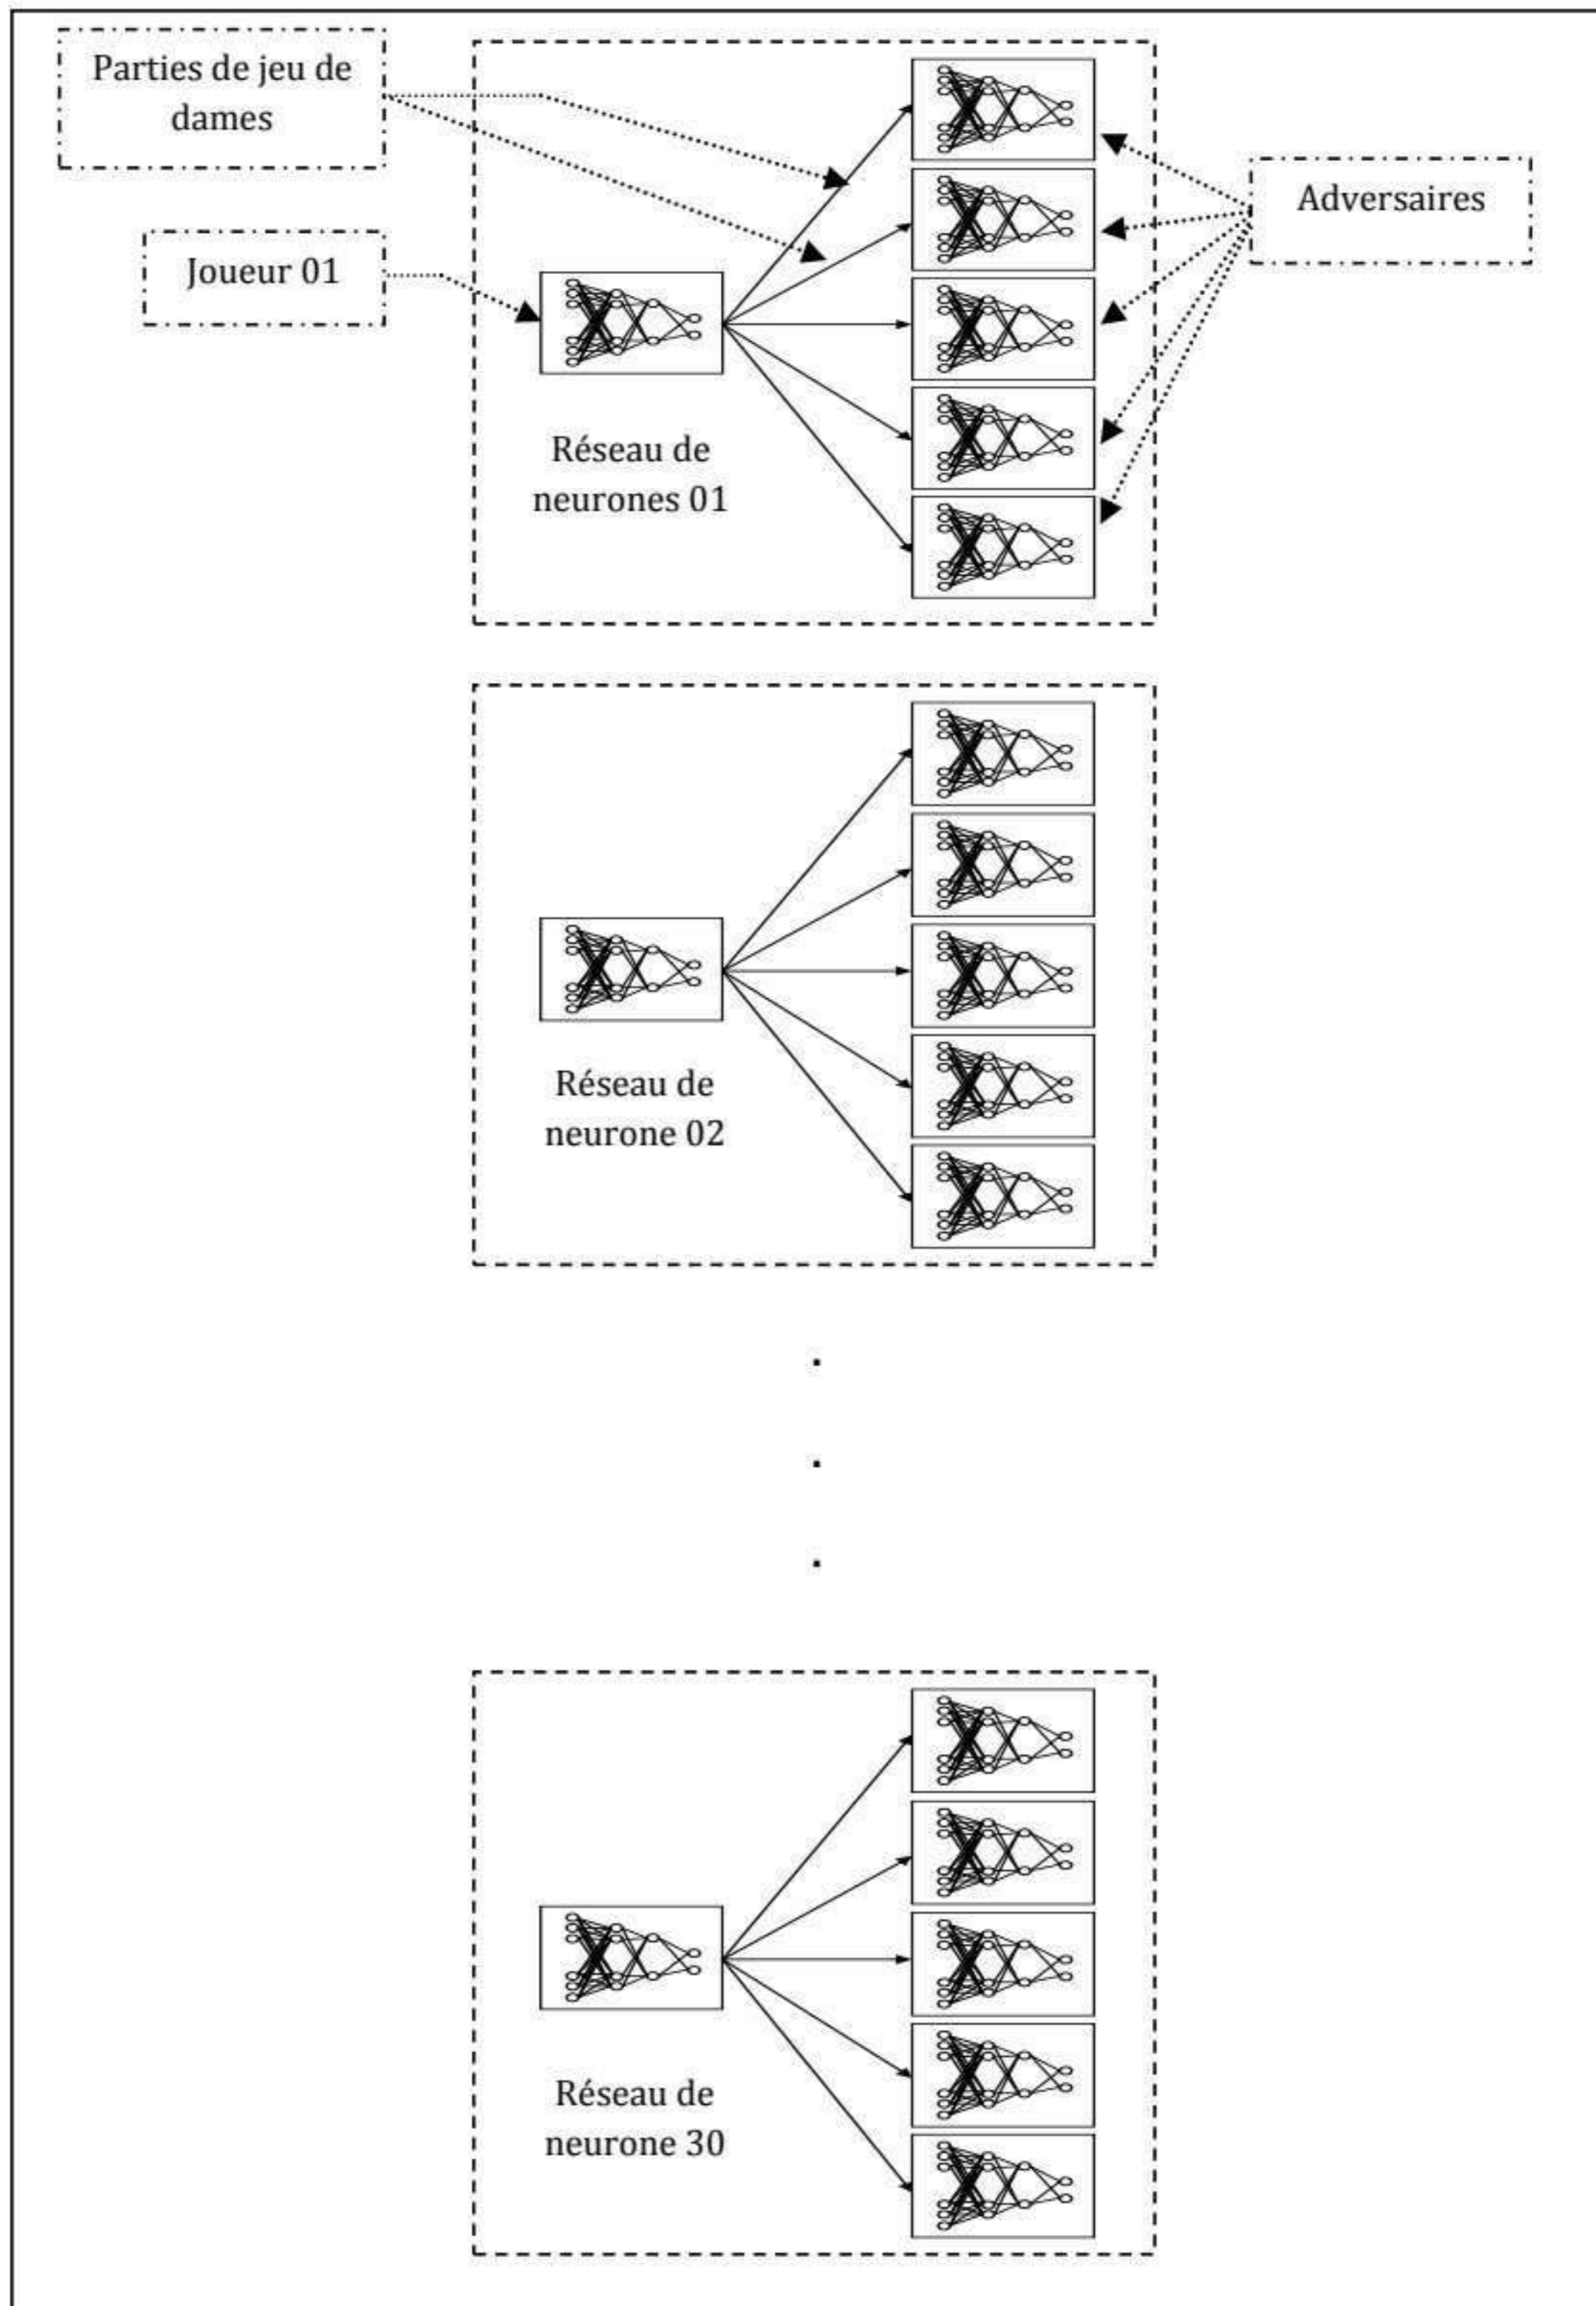 Parties de jeu de
dames
Adversaires
Joueur 01
Réseau de
neurones 01
Réseau de
neurone 02
.
.
.
Réseau de
neurone 30